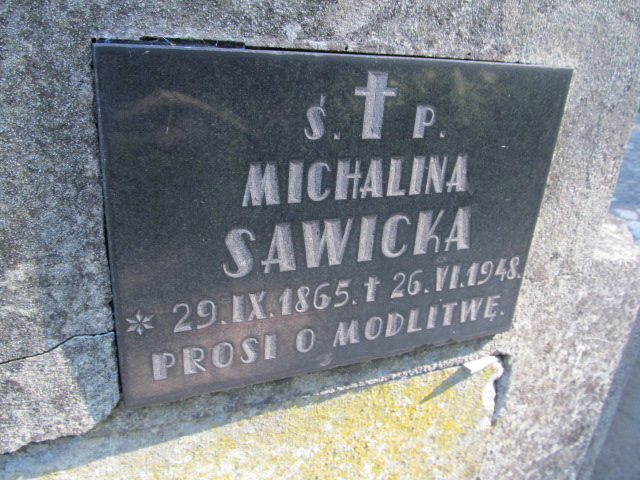 Ś. ✝ P.
MICHALINA
SAWICKA
* 29.IX.1865. ✝ 26.VI.1948.
PROSI O MODLITWĘ.